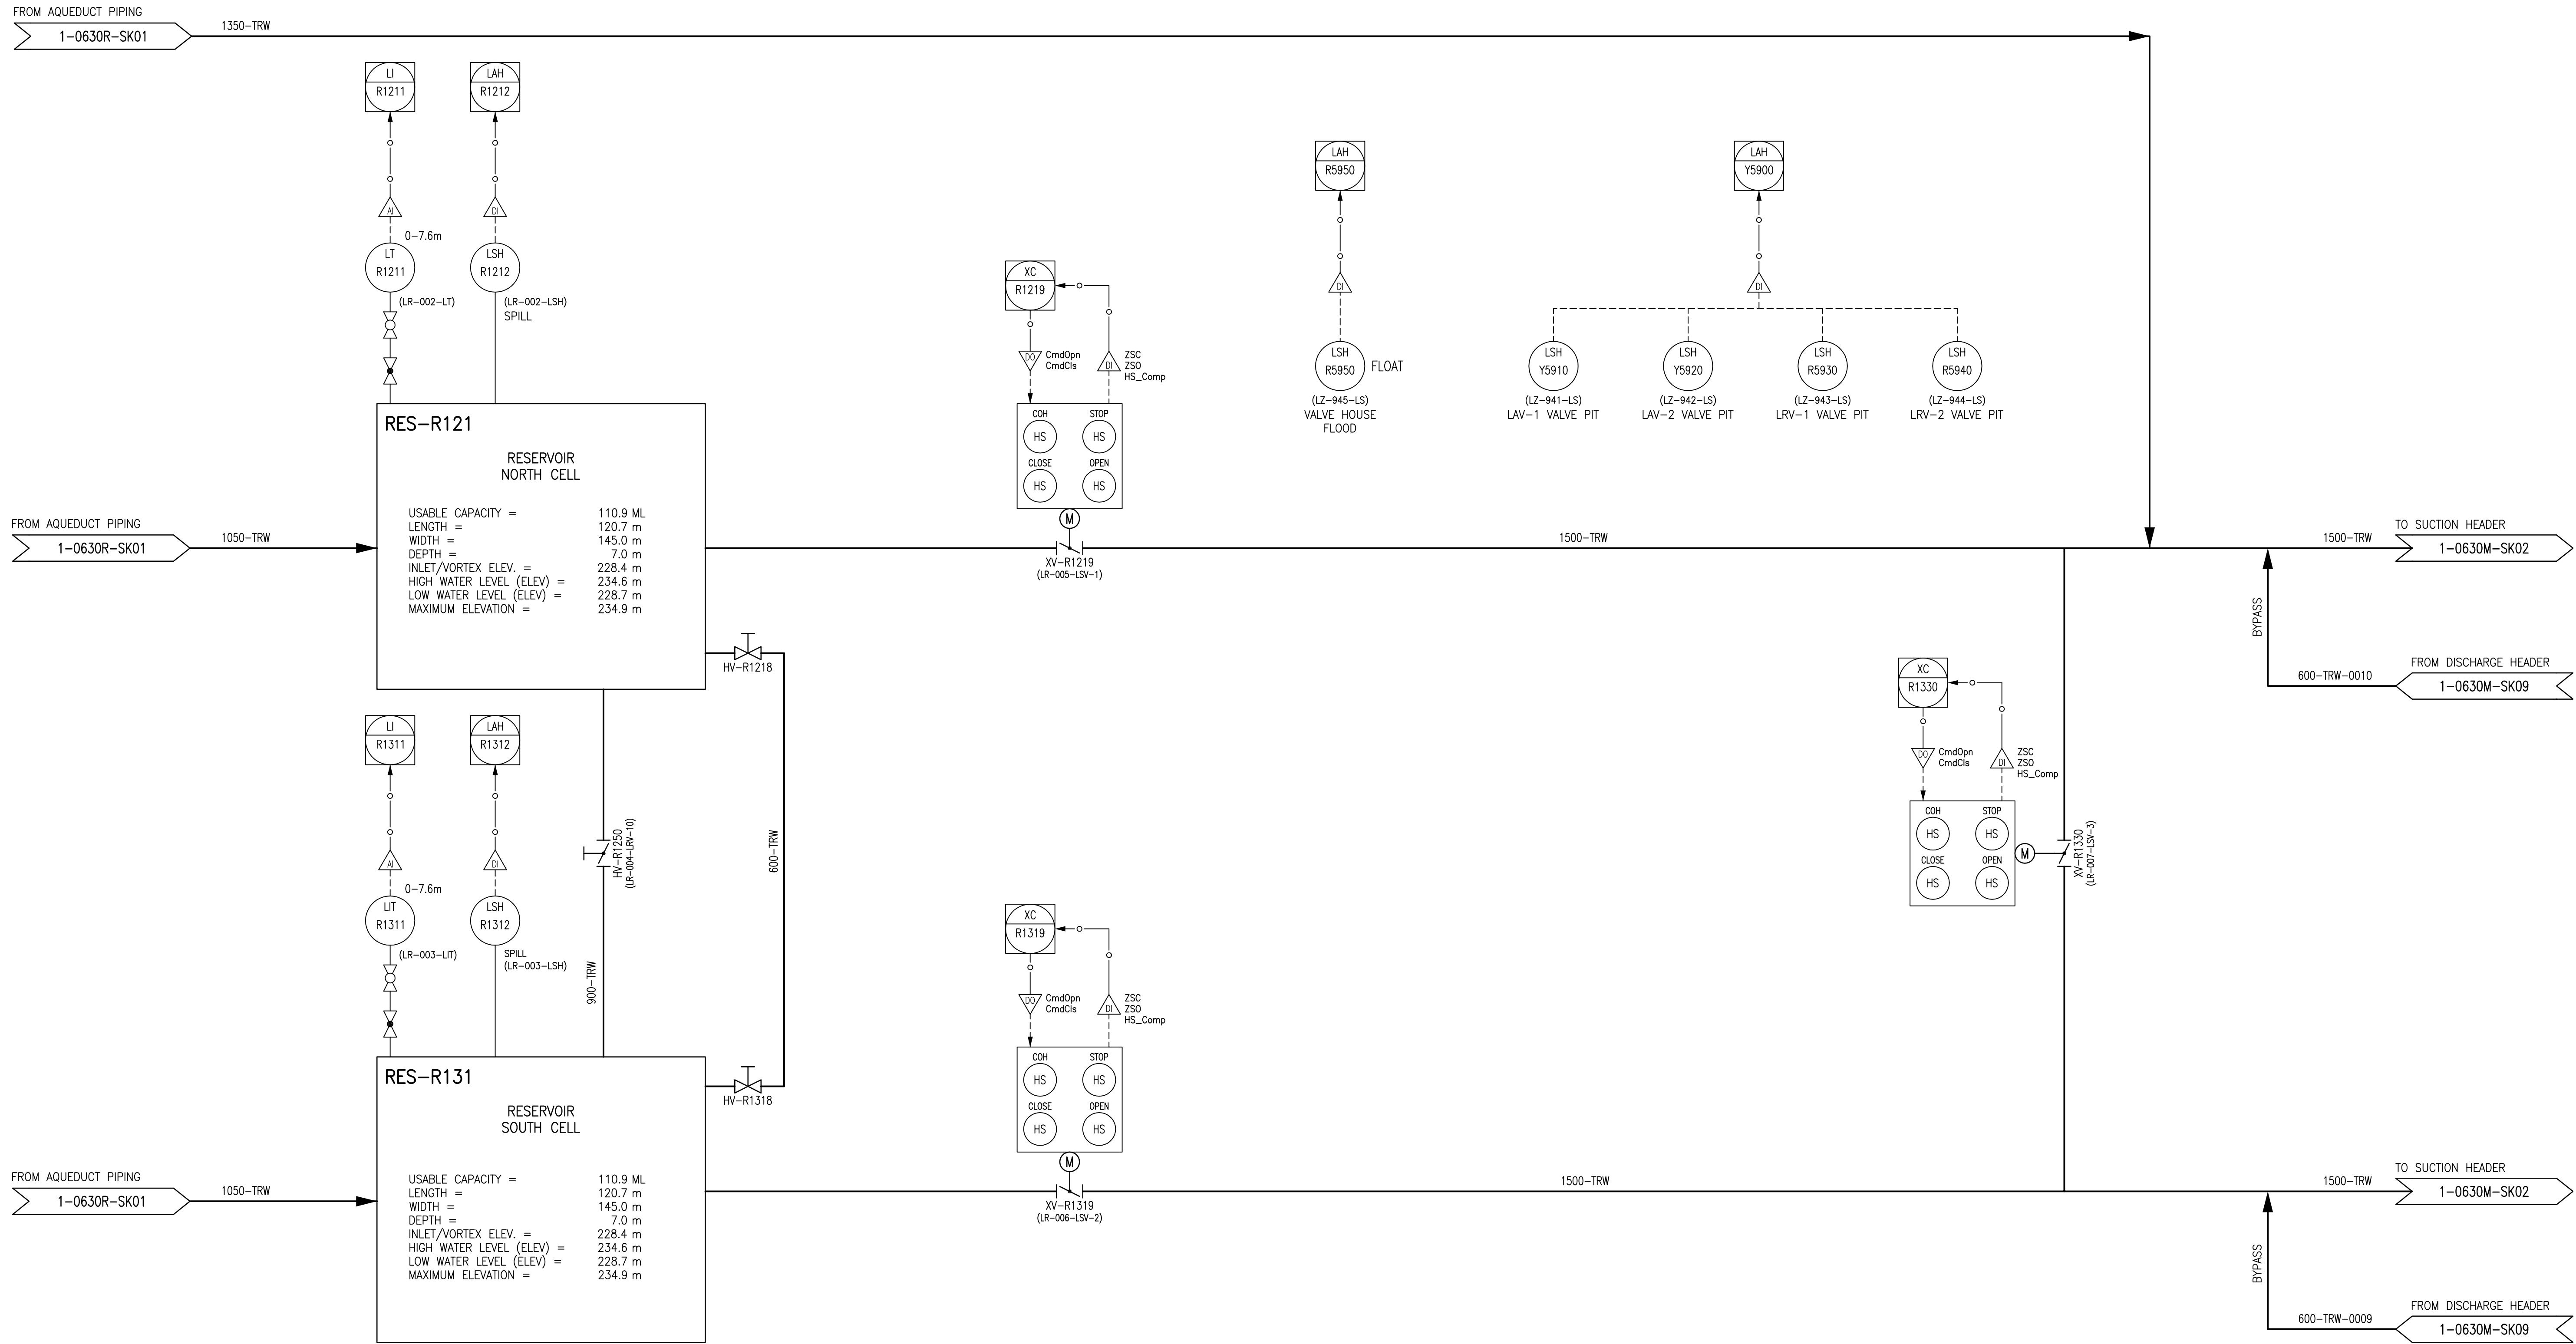 FROM AQUEDUCT PIPING
1-0630R-SK01
1350-TRW
LI
R1211
LAH
R1212
AI
DI
0-7.6m
LT
R1211
LSH
R1212
(LR-002-LT)
(LR-002-LSH)
SPILL
LAH
R5950
DI
LSH
R5950
FLOAT
(LZ-945-LS)
VALVE HOUSE
FLOOD
LAH
Y5900
DI
LSH
Y5910
(LZ-941-LS)
LAV-1 VALVE PIT
LSH
Y5920
(LZ-942-LS)
LAV-2 VALVE PIT
LSH
R5930
(LZ-943-LS)
LRV-1 VALVE PIT
LSH
R5940
(LZ-944-LS)
LRV-2 VALVE PIT
XC
R1219
DO
CmdOpn
CmdCls
DI
ZSC
ZSO
HS_Comp
COH STOP
HS HS
CLOSE OPEN
HS HS
M
XV-R1219
(LR-005-LSV-1)
RES-R121
RESERVOIR
NORTH CELL
USABLE CAPACITY = 110.9 ML
LENGTH = 120.7 m
WIDTH = 145.0 m
DEPTH = 7.0 m
INLET/VORTEX ELEV. = 228.4 m
HIGH WATER LEVEL (ELEV) = 234.6 m
LOW WATER LEVEL (ELEV) = 228.7 m
MAXIMUM ELEVATION = 234.9 m
FROM AQUEDUCT PIPING
1-0630R-SK01
1050-TRW
1500-TRW
1500-TRW
TO SUCTION HEADER
1-0630M-SK02
BYPASS
FROM DISCHARGE HEADER
600-TRW-0010
1-0630M-SK09
HV-R1218
LI
R1311
LAH
R1312
AI
DI
0-7.6m
LIT
R1311
LSH
R1312
(LR-003-LIT)
SPILL
(LR-003-LSH)
HV-R1250
(LR-004-LRV-10)
900-TRW
600-TRW
HV-R1318
XC
R1330
DO
CmdOpn
CmdCls
DI
ZSC
ZSO
HS_Comp
COH STOP
HS HS
CLOSE OPEN
HS HS
M
XV-R1330
(LR-007-LSV-3)
XC
R1319
DO
CmdOpn
CmdCls
DI
ZSC
ZSO
HS_Comp
COH STOP
HS HS
CLOSE OPEN
HS HS
M
XV-R1319
(LR-006-LSV-2)
RES-R131
RESERVOIR
SOUTH CELL
USABLE CAPACITY = 110.9 ML
LENGTH = 120.7 m
WIDTH = 145.0 m
DEPTH = 7.0 m
INLET/VORTEX ELEV. = 228.4 m
HIGH WATER LEVEL (ELEV) = 234.6 m
LOW WATER LEVEL (ELEV) = 228.7 m
MAXIMUM ELEVATION = 234.9 m
FROM AQUEDUCT PIPING
1-0630R-SK01
1050-TRW
1500-TRW
1500-TRW
TO SUCTION HEADER
1-0630M-SK02
BYPASS
FROM DISCHARGE HEADER
600-TRW-0009
1-0630M-SK09